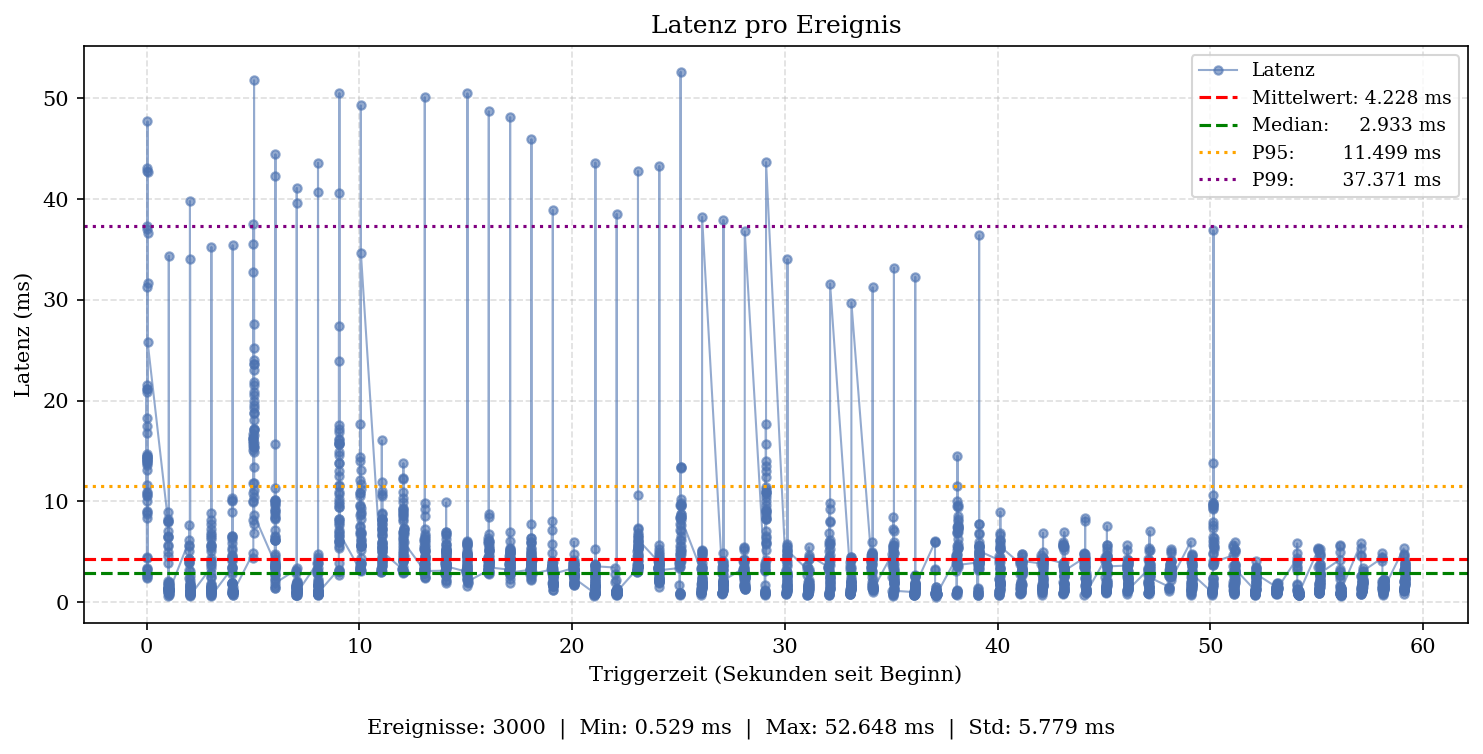 Latenz pro Ereignis
Latenz
Mittelwert: 4.228 ms
Median: 2.933 ms
P95: 11.499 ms
P99: 37.371 ms
Latenz (ms)
50
40
30
20
10
0
0 10 20 30 40 50 60
Triggerzeit (Sekunden seit Beginn)
Ereignisse: 3000 | Min: 0.529 ms | Max: 52.648 ms | Std: 5.779 ms